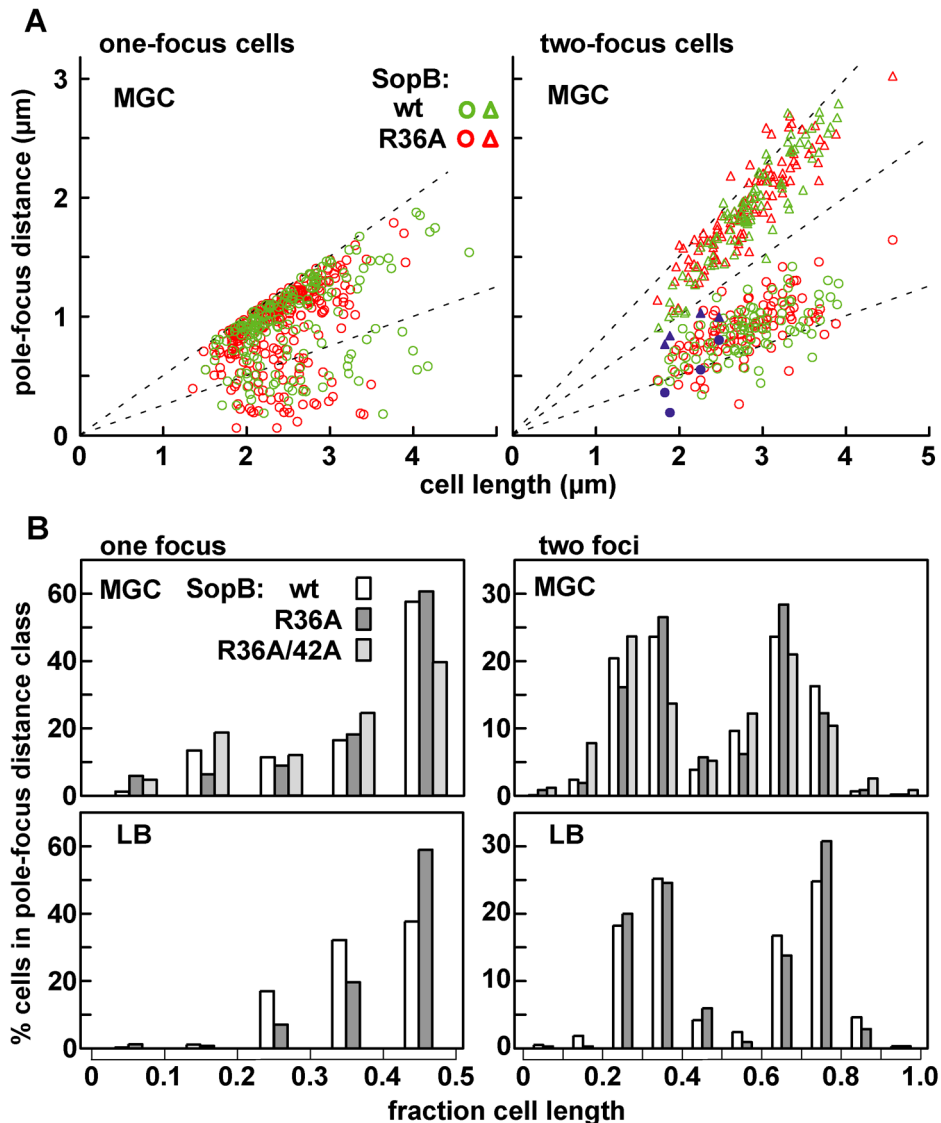 A
one-focus cells
two-focus cells
MGC
SopB:
wt
R36A
MGC
pole-focus distance (µm)
3
2
1
0
0
1
2
3
4
0
1
2
3
4
5
cell length (µm)
B
one focus
two foci
MGC
SopB: wt
R36A
R36A/42A
MGC
% cells in pole-focus distance class
60
40
20
0
30
20
10
0
LB
LB
60
40
20
0
30
20
10
0
0
0.1
0.2
0.3
0.4
0.5
0
0.2
0.4
0.6
0.8
1.0
fraction cell length